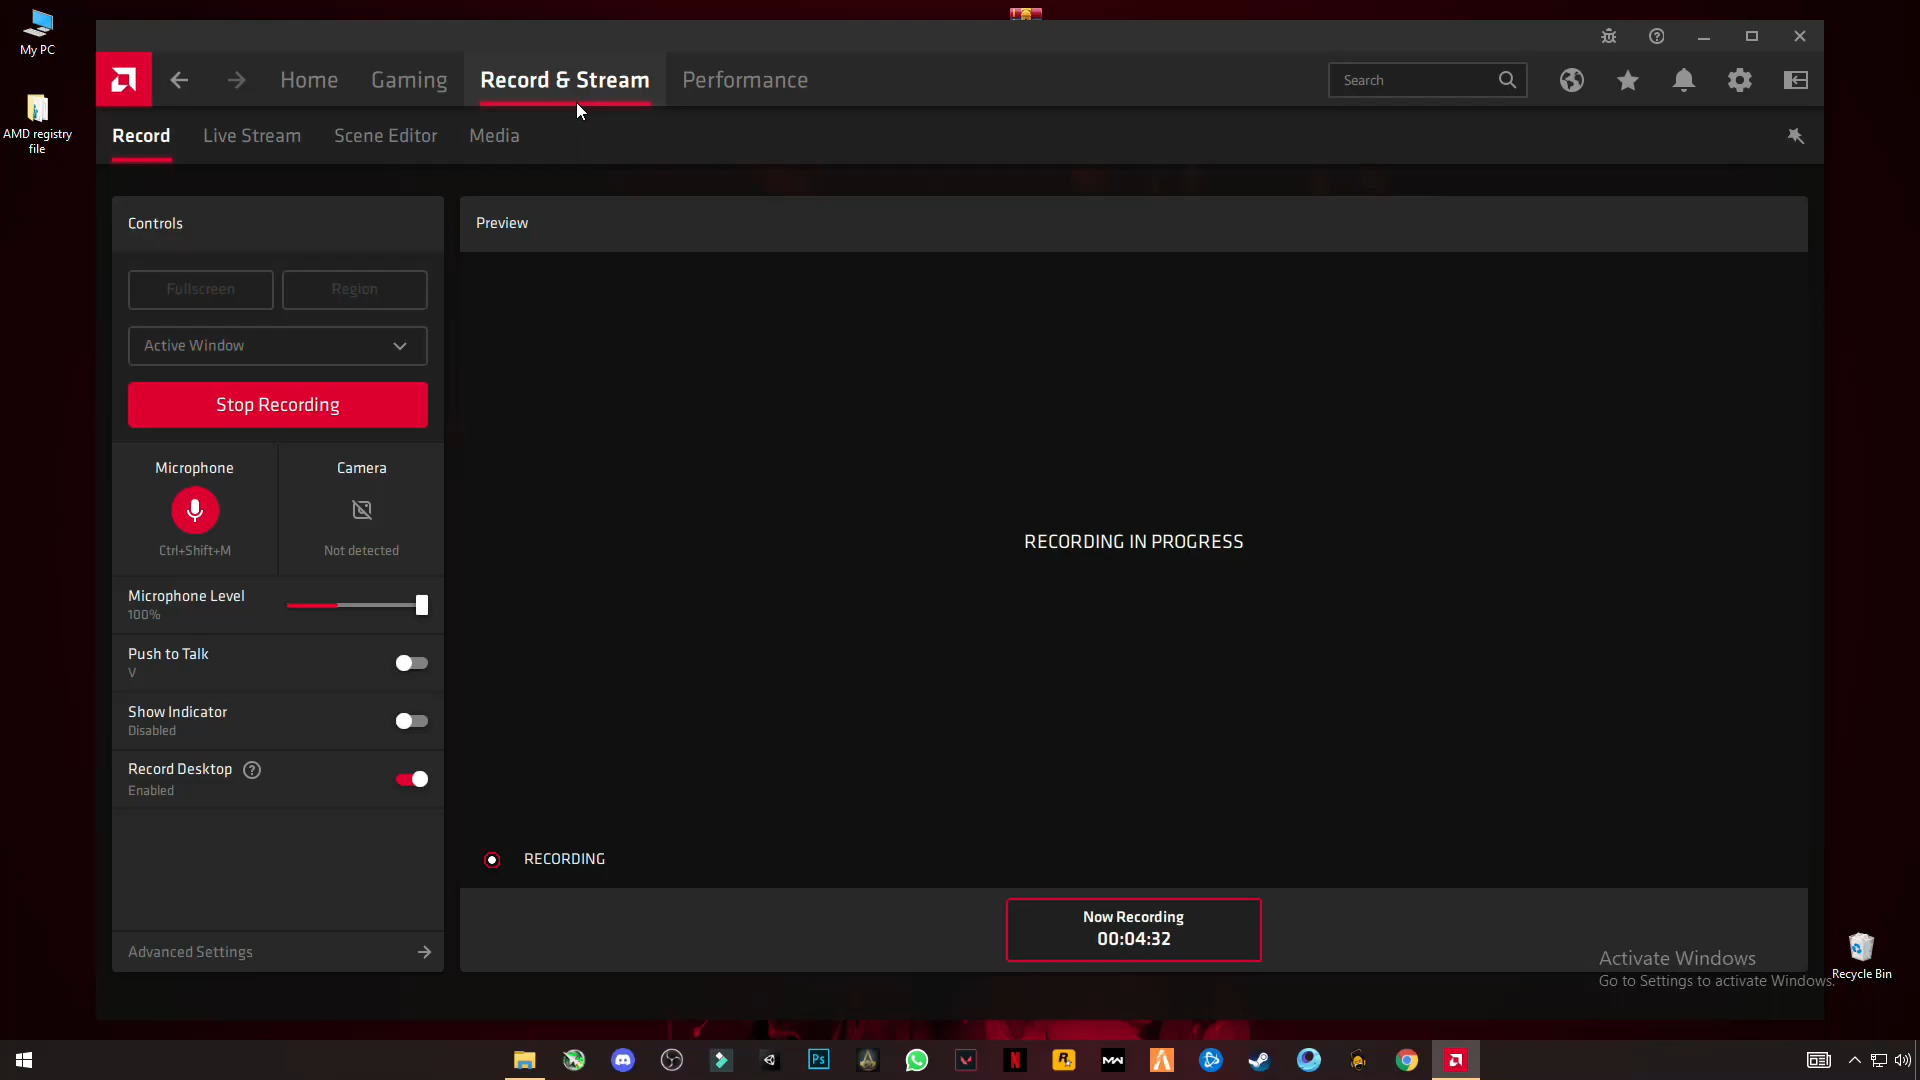 My PC
AMD registry
file
Home
Gaming
Record & Stream
Performance
Search
Record
Live Stream
Scene Editor
Media
Controls
Fullscreen
Region
Active Window
Stop Recording
Microphone
Ctrl+Shift+M
Camera
Not detected
Microphone Level
100%
Push to Talk
V
Show Indicator
Disabled
Record Desktop
Enabled
Advanced Settings
Preview
RECORDING IN PROGRESS
RECORDING
Now Recording
00:04:32
Activate Windows
Go to Settings to activate Windows.
Recycle Bin
Ps
N
R
MW